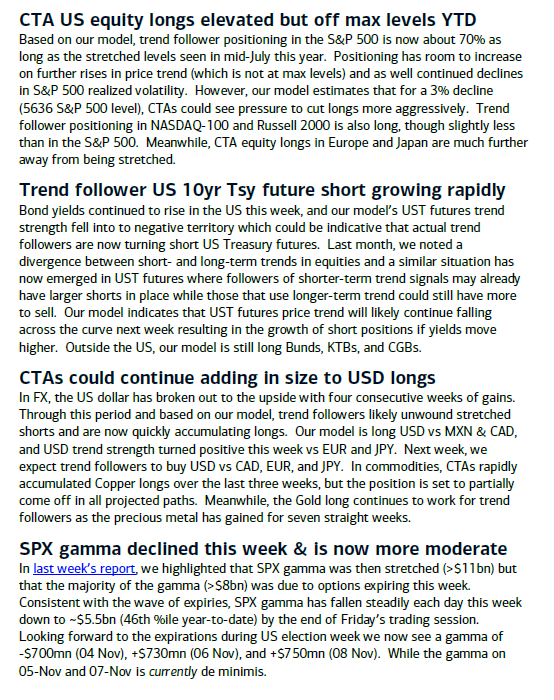 CTA US equity longs elevated but off max levels YTD
Based on our model, trend follower positioning in the S&P 500 is now about 70% as
long as the stretched levels seen in mid-July this year.  Positioning has room to increase
on further rises in price trend (which is not at max levels) and as well continued declines
in S&P 500 realized volatility.  However, our model estimates that for a 3% decline
(5636 S&P 500 level), CTAs could see pressure to cut longs more aggressively.  Trend
follower positioning in NASDAQ-100 and Russell 2000 is also long, though slightly less
than in the S&P 500.  Meanwhile, CTA equity longs in Europe and Japan are much further
away from being stretched.
Trend follower US 10yr Tsy future short growing rapidly
Bond yields continued to rise in the US this week, and our model's UST futures trend
strength fell into to negative territory which could be indicative that actual trend
followers are now turning short US Treasury futures.  Last month, we noted a
divergence between short- and long-term trends in equities and a similar situation has
now emerged in UST futures where followers of shorter-term trend signals may already
have larger shorts in place while those that use longer-term trend could still have more
to sell.  Our model indicates that UST futures price trend will likely continue falling
across the curve next week resulting in the growth of short positions if yields move
higher.  Outside the US, our model is still long Bunds, KTBs, and CGBs.
CTAs could continue adding in size to USD longs
In FX, the US dollar has broken out to the upside with four consecutive weeks of gains.
Through this period and based on our model, trend followers likely unwound stretched
shorts and are now quickly accumulating longs.  Our model is long USD vs MXN & CAD,
and USD trend strength turned positive this week vs EUR and JPY.  Next week, we
expect trend followers to buy USD vs CAD, EUR, and JPY.  In commodities, CTAs rapidly
accumulated Copper longs over the last three weeks, but the position is set to partially
come off in all projected paths.  Meanwhile, the Gold long continues to work for trend
followers as the precious metal has gained for seven straight weeks.
SPX gamma declined this week & is now more moderate
In last week's report, we highlighted that SPX gamma was then stretched (>$11bn) but
that the majority of the gamma (>$8bn) was due to options expiring this week.
Consistent with the wave of expiries, SPX gamma has fallen steadily each day this week
down to ~$5.5bn (46th %ile year-to-date) by the end of Friday's trading session.
Looking forward to the expirations during US election week we now see a gamma of
-$700mn (04 Nov), +$730mn (06 Nov), and +$750mn (08 Nov).  While the gamma on
05-Nov and 07-Nov is currently de minimis.